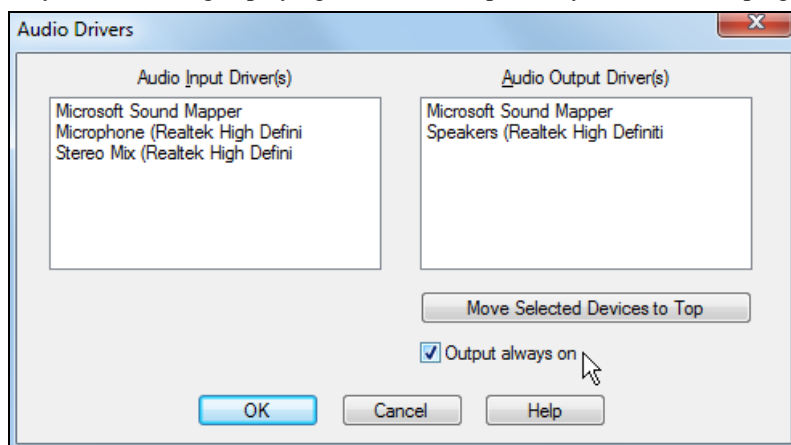 Audio Drivers
X
Audio Input Driver(s)
Microsoft Sound Mapper
Microphone (Realtek High Defini
Stereo Mix (Realtek High Defini
Audio Output Driver(s)
Microsoft Sound Mapper
Speakers (Realtek High Definiti
Move Selected Devices to Top
Output always on
OK
Cancel
Help